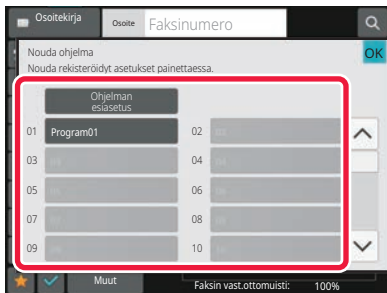 Osoitekirja Osoite Faksinumero
Nouda ohjelma OK
Nouda rekisteröidyt asetukset painettaessa.
Ohjelman
esiasetus
01 Program01 02
03 04
05 06
07 08
09 10
Muut Faksin vast.ottomuisti: 100%